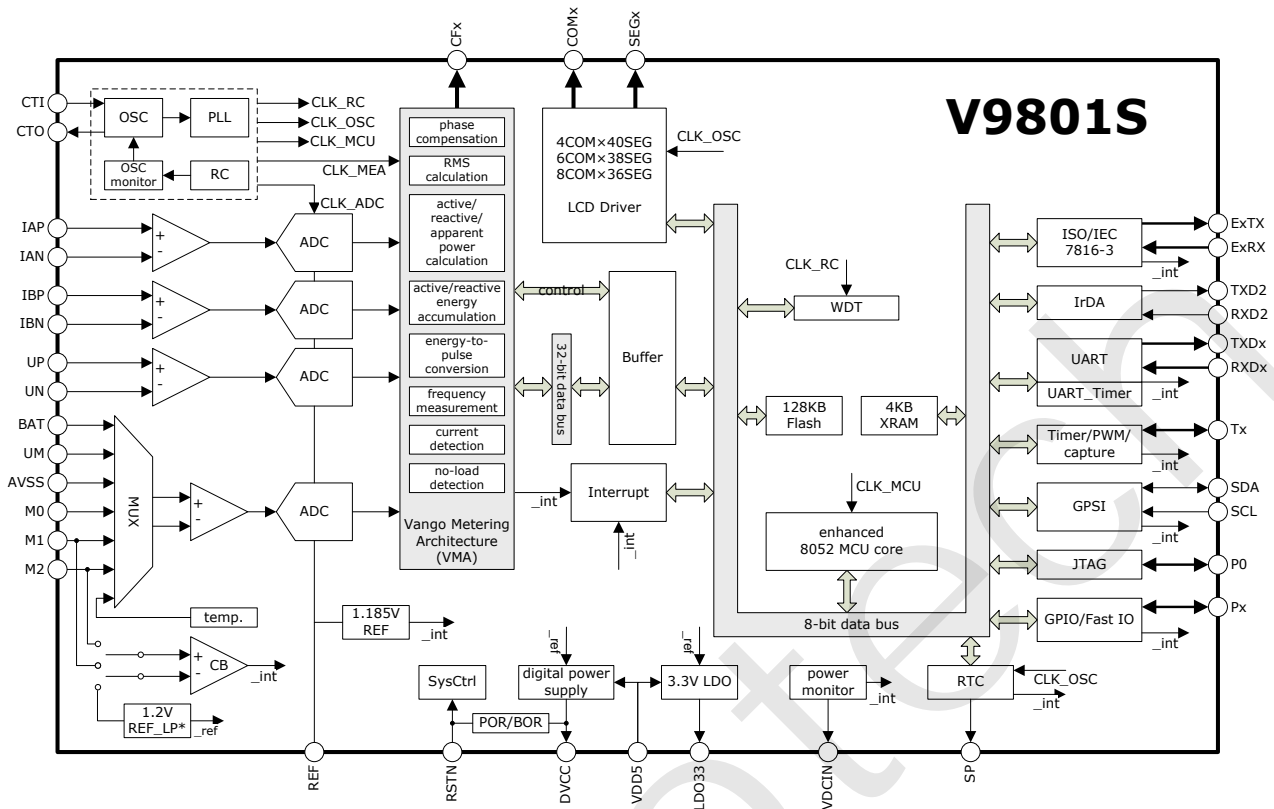 CFx
COMx
SEGx
V9801S
CTI
CTO
OSC
PLL
OSC
monitor
RC
CLK_RC
CLK_OSC
CLK_MCU
CLK_MEA
CLK_ADC
IAP
IAN
IBP
IBN
UP
UN
BAT
UM
AVSS
M0
M1
M2
+
-
ADC
+
-
ADC
+
-
ADC
MUX
+
-
ADC
temp.
+
-
CB
_int
1.2V
REF_LP*
_ref
1.185V
REF
_int
phase
compensation
RMS
calculation
active/
reactive/
apparent
power
calculation
active/reactive
energy
accumulation
energy-to-
pulse
conversion
frequency
measurement
current
detection
no-load
detection
Vango Metering
Architecture
(VMA)
4COM×40SEG
6COM×38SEG
8COM×36SEG
LCD Driver
CLK_OSC
control
32-bit data bus
Buffer
_int
Interrupt
_int
CLK_RC
WDT
128KB
Flash
4KB
XRAM
CLK_MCU
enhanced
8052 MCU core
8-bit data bus
ISO/IEC
7816-3
_int
IrDA
UART
UART_Timer
_int
Timer/PWM/
capture
_int
GPSI
_int
JTAG
GPIO/Fast IO
_int
ExTX
ExRX
TXD2
RXD2
TXDx
RXDx
Tx
SDA
SCL
P0
Px
SysCtrl
POR/BOR
_ref
digital power
supply
_ref
3.3V LDO
power
monitor
_int
RTC
CLK_OSC
_int
REF
RSTN
DVCC
VDD5
LDO33
VDCIN
SP
otech